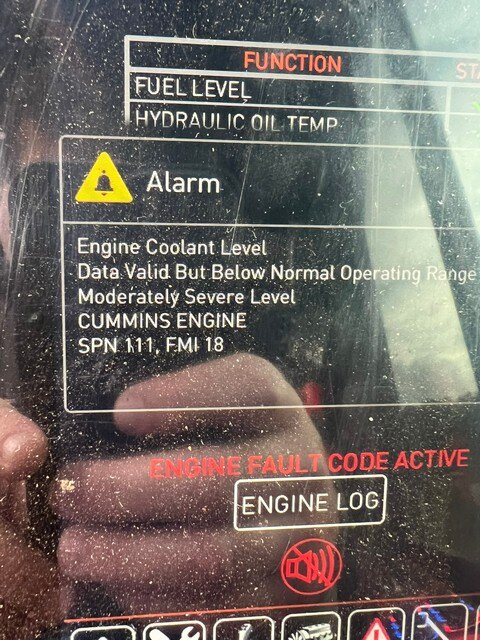 FUNCTION
FUEL LEVEL
HYDRAULIC OIL TEMP
Alarm
Engine Coolant Level
Data Valid But Below Normal Operating Range
Moderately Severe Level
CUMMINS ENGINE
SPN 111, FMI 18
ENGINE FAULT CODE ACTIVE
ENGINE LOG